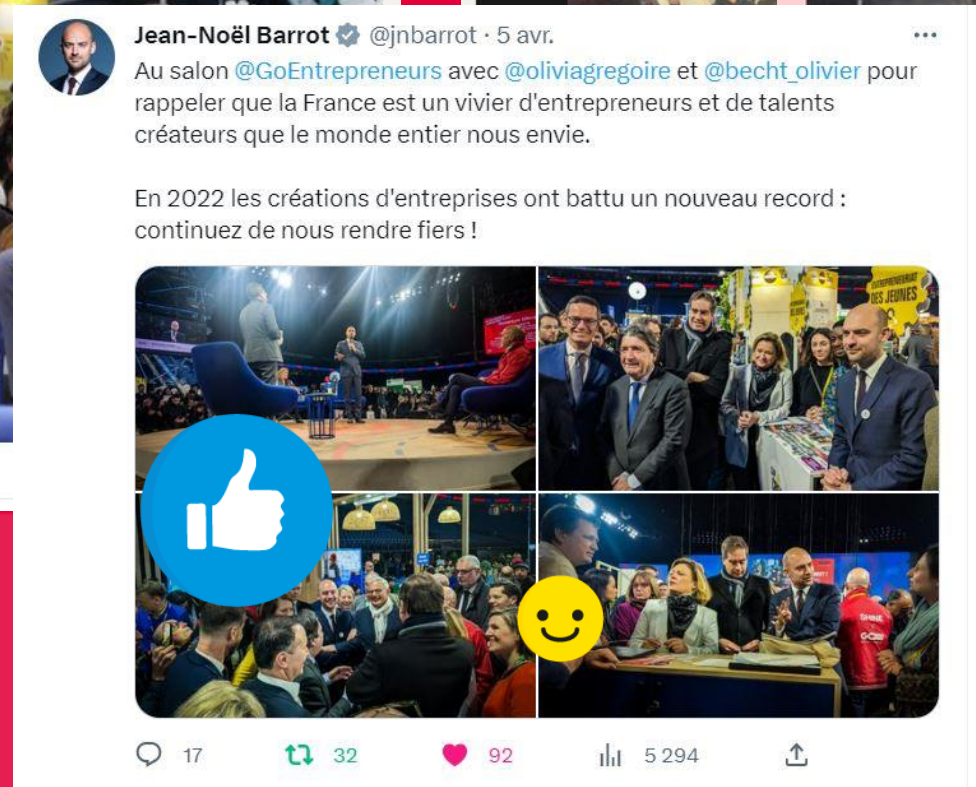 Jean-Noël Barrot @jnbarrot · 5 avr.
Au salon @GoEntrepreneurs avec @oliviagregoire et @becht_olivier pour
rappeler que la France est un vivier d'entrepreneurs et de talents
créateurs que le monde entier nous envie.
En 2022 les créations d'entreprises ont battu un nouveau record :
continuez de nous rendre fiers !
ENTREPRENEURIAT
DES JEUNES
SHINE
17 32 92 5 294